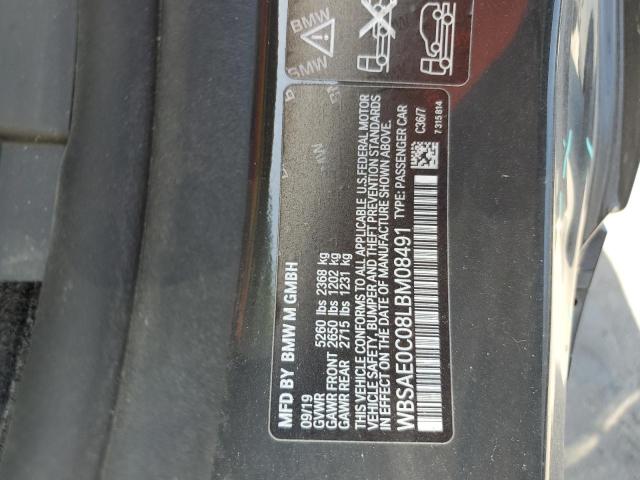 BMW
BMW
MFD BY BMW M GMBH
09/19
GVWR 5260 lbs 2368 kg
GAWR FRONT 2650 lbs 1202 kg
GAWR REAR 2715 lbs 1231 kg
THIS VEHICLE CONFORMS TO ALL APPLICABLE U.S.FEDERAL MOTOR
VEHICLE SAFETY, BUMPER, AND THEFT PREVENTION STANDARDS
IN EFFECT ON THE DATE OF MANUFACTURE SHOWN ABOVE.
WBSAE0C08LBM08491 TYPE: PASSENGER CAR
C36/7
7 315 814